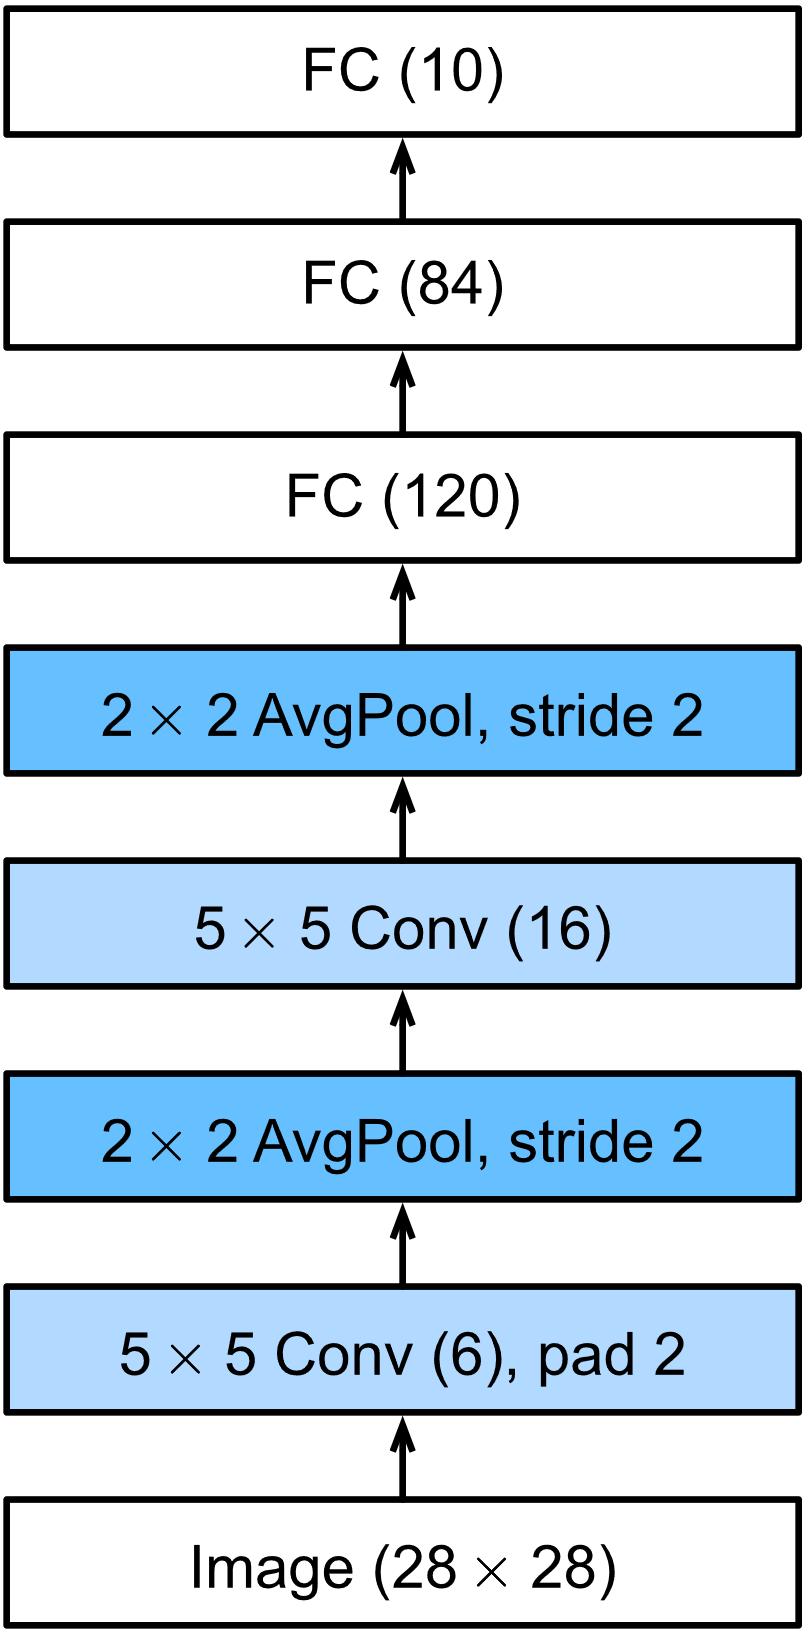 FC (10)
FC (84)
FC (120)
2 × 2 AvgPool, stride 2
5 × 5 Conv (16)
2 × 2 AvgPool, stride 2
5 × 5 Conv (6), pad 2
Image (28 × 28)